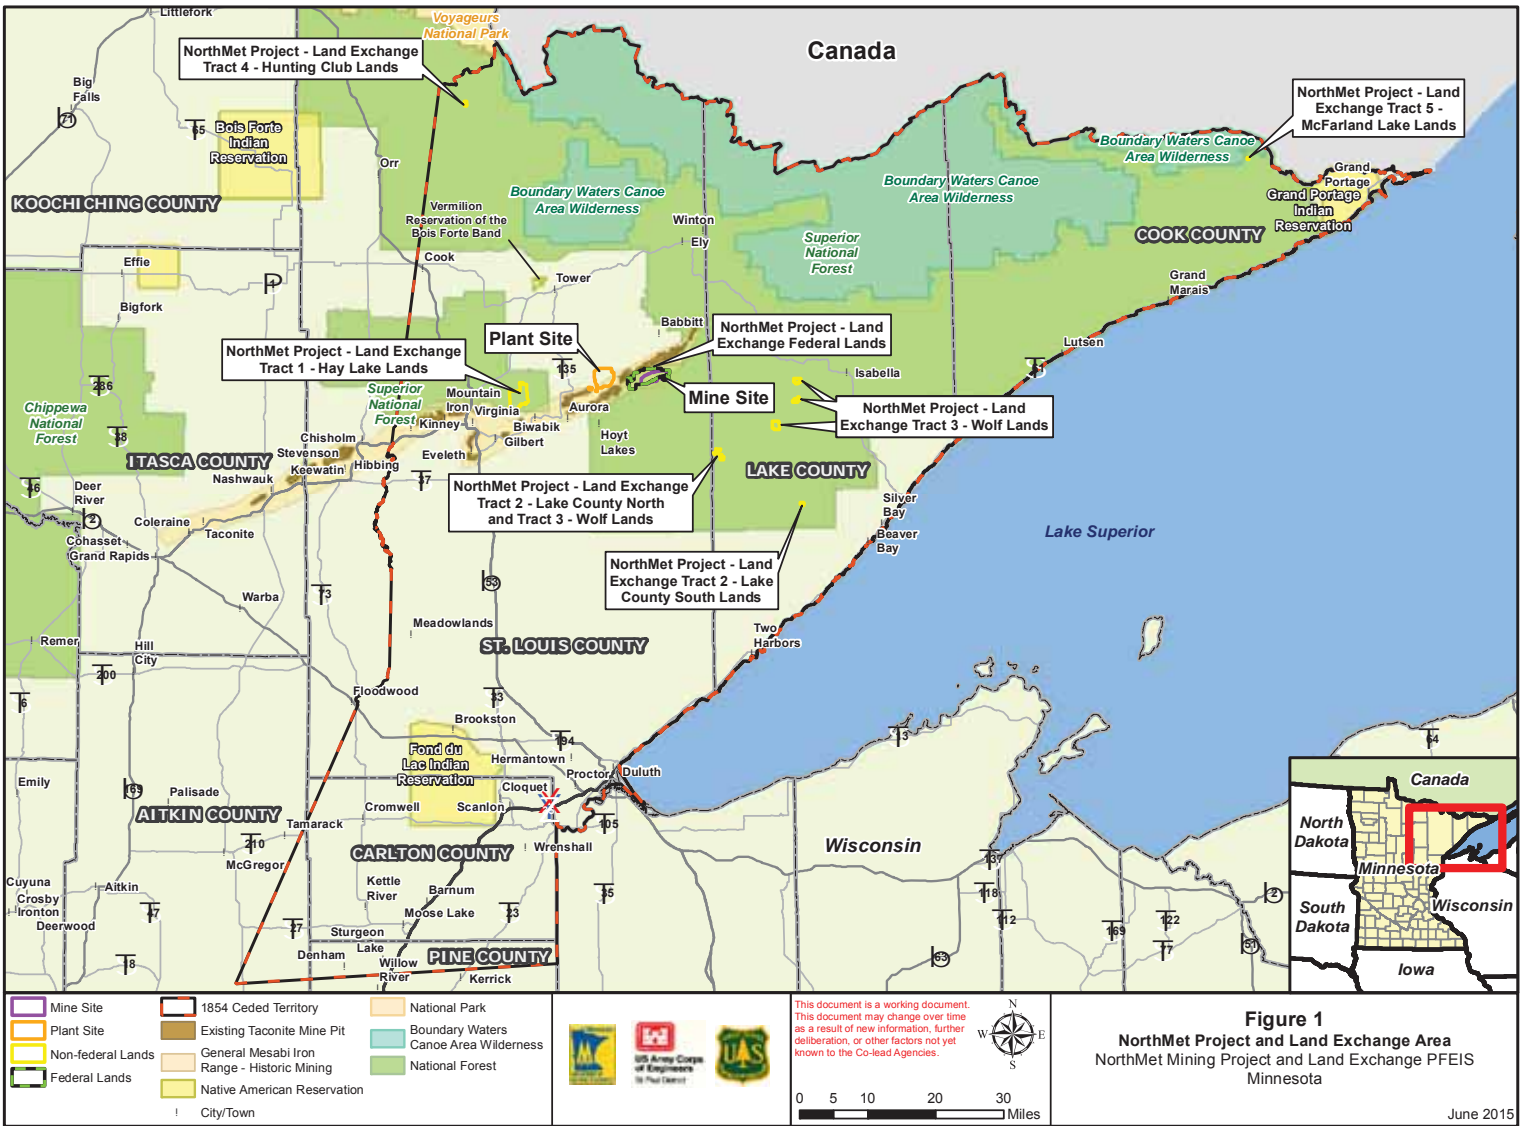 Littlefork
Voyageurs
National Park
NorthMet Project - Land Exchange
Tract 4 - Hunting Club Lands
Canada
NorthMet Project - Land
Exchange Tract 5 -
McFarland Lake Lands
Big
Falls
71
65
Bois Forte
Indian
Reservation
Orr
Boundary Waters Canoe
Area Wilderness
Boundary Waters Canoe
Area Wilderness
Boundary Waters Canoe
Area Wilderness
Grand
Portage
Grand Portage
Indian
Reservation
KOOCHICHING COUNTY
Vermilion
Reservation of the
Bois Forte Band
Winton
Ely
Superior
National
Forest
COOK COUNTY
Effie
Cook
Tower
Grand
Marais
1
Bigfork
Babbitt
Plant Site
NorthMet Project - Land
Exchange Federal Lands
Lutsen
61
NorthMet Project - Land Exchange
Tract 1 - Hay Lake Lands
135
Isabella
286
Superior
National
Forest
Mountain
Iron
Virginia
Mine Site
Chippewa
National
Forest
38
Kinney
Aurora
Biwabik
Gilbert
Hoyt
Lakes
NorthMet Project - Land
Exchange Tract 3 - Wolf Lands
Chisholm
Stevenson
Keewatin
Hibbing
Eveleth
ITASCA COUNTY
Nashwauk
37
LAKE COUNTY
46
Deer
River
2
Cohasset
Grand Rapids
Coleraine
Taconite
NorthMet Project - Land Exchange
Tract 2 - Lake County North
and Tract 3 - Wolf Lands
Silver
Bay
Beaver
Bay
Lake Superior
NorthMet Project - Land
Exchange Tract 2 - Lake
County South Lands
53
73
Warba
Meadowlands
Two
Harbors
Remer
Hill
City
ST. LOUIS COUNTY
200
6
Floodwood
33
Brookston
194
13
64
Fond du
Lac Indian
Reservation
Hermantown
Proctor
Duluth
Emily
169
Palisade
Cloquet
Cromwell
Scanlon
AITKIN COUNTY
Tamarack
105
210
McGregor
CARLTON COUNTY
Wrenshall
Wisconsin
137
Cuyuna
Crosby
Ironton
Deerwood
Aitkin
47
Kettle
River
Barnum
Moose Lake
35
118
112
2
27
Sturgeon
Lake
23
169
122
77
51
18
Denham
Willow
River
PINE COUNTY
Kerrick
63
Canada
North
Dakota
Minnesota
South
Dakota
Wisconsin
Iowa
Mine Site
Plant Site
Non-federal Lands
Federal Lands
1854 Ceded Territory
Existing Taconite Mine Pit
General Mesabi Iron
Range - Historic Mining
Native American Reservation
City/Town
National Park
Boundary Waters
Canoe Area Wilderness
National Forest
US Army Corps
of Engineers
St Paul District
UAS
This document is a working document.
This document may change over time
as a result of new information, further
deliberation, or other factors not yet
known to the Co-lead Agencies.
N
W E
S
0 5 10 20 30
Miles
Figure 1
NorthMet Project and Land Exchange Area
NorthMet Mining Project and Land Exchange PFEIS
Minnesota
June 2015